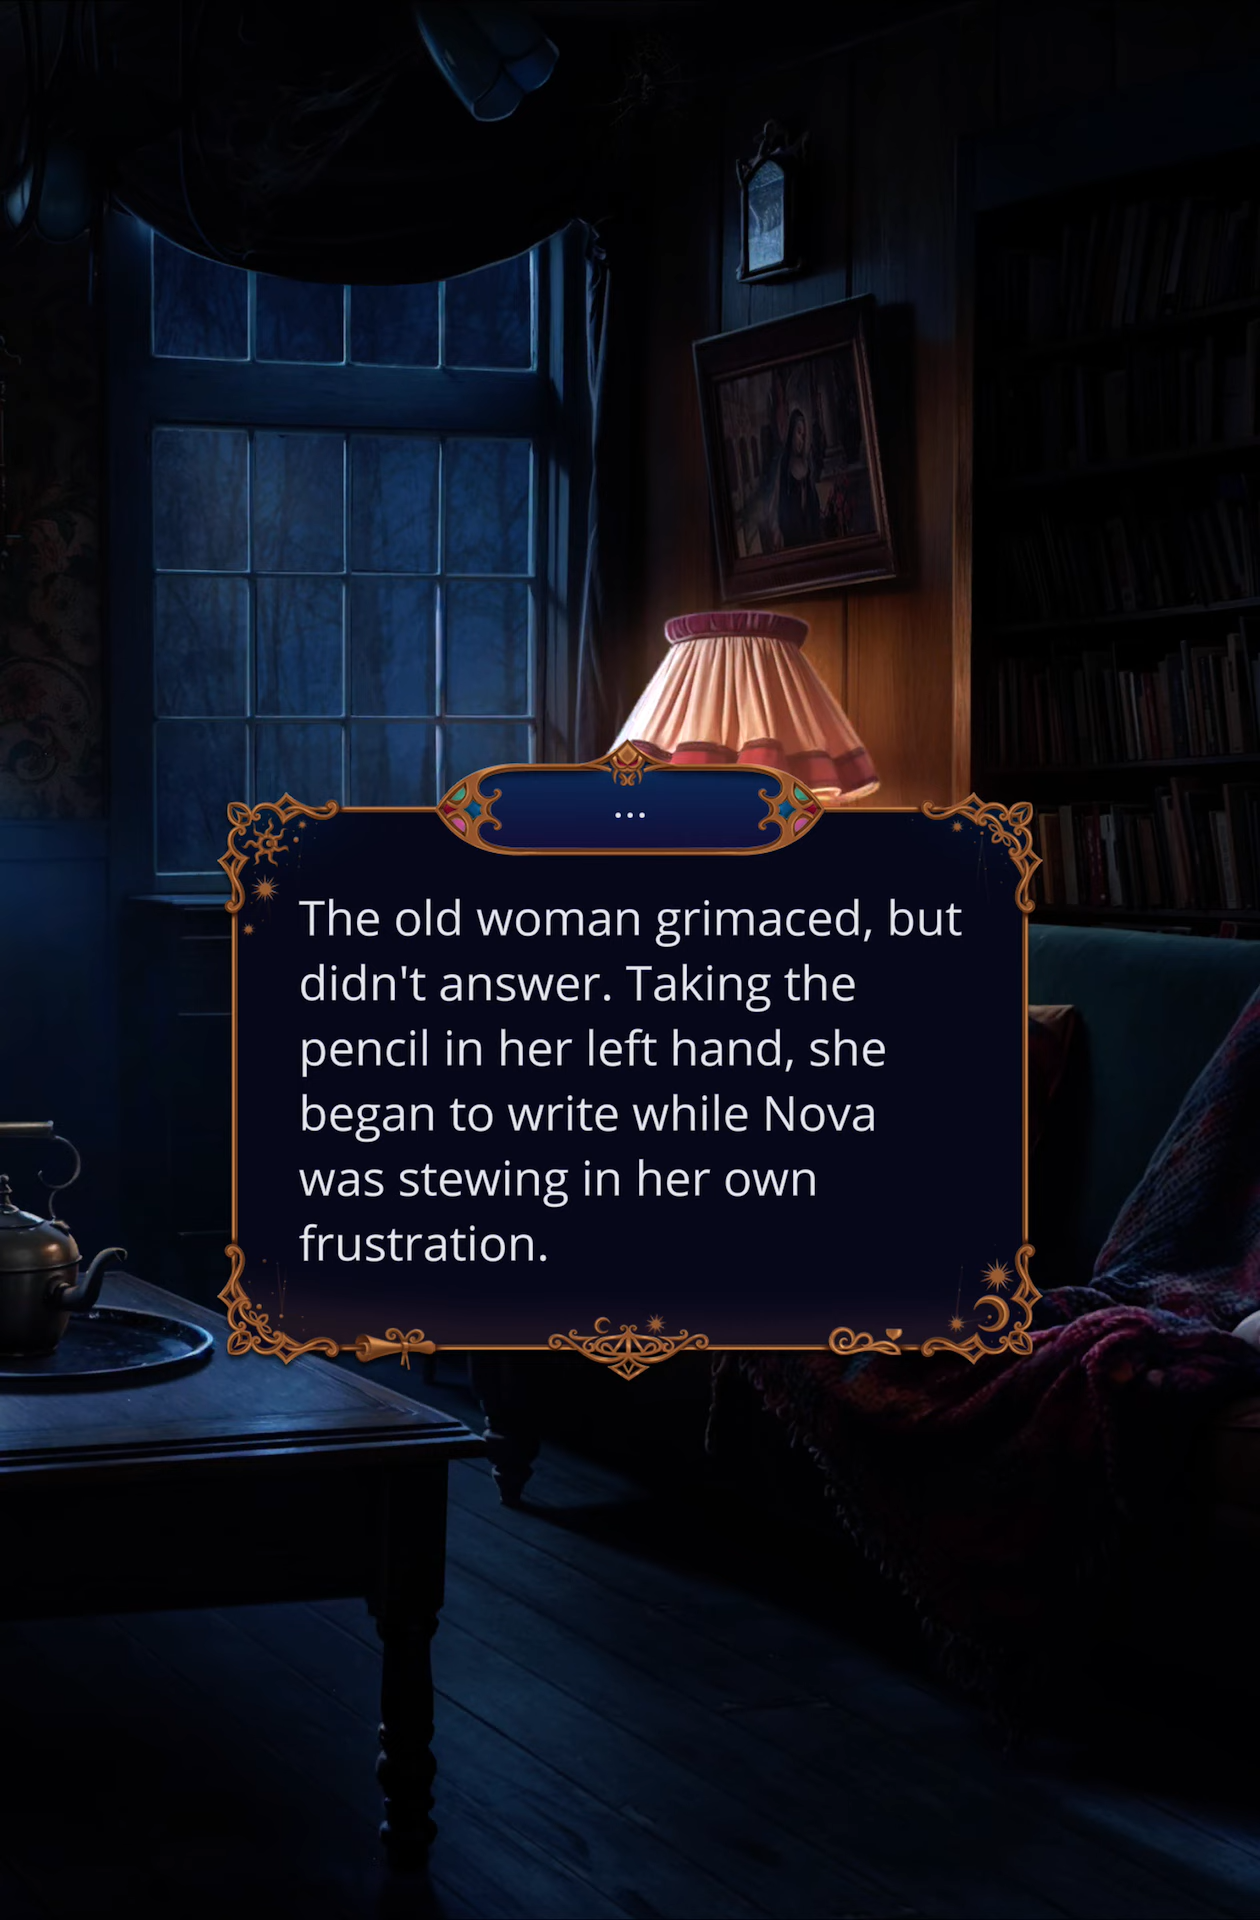 ...
The old woman grimaced, but
didn't answer. Taking the
pencil in her left hand, she
began to write while Nova
was stewing in her own
frustration.